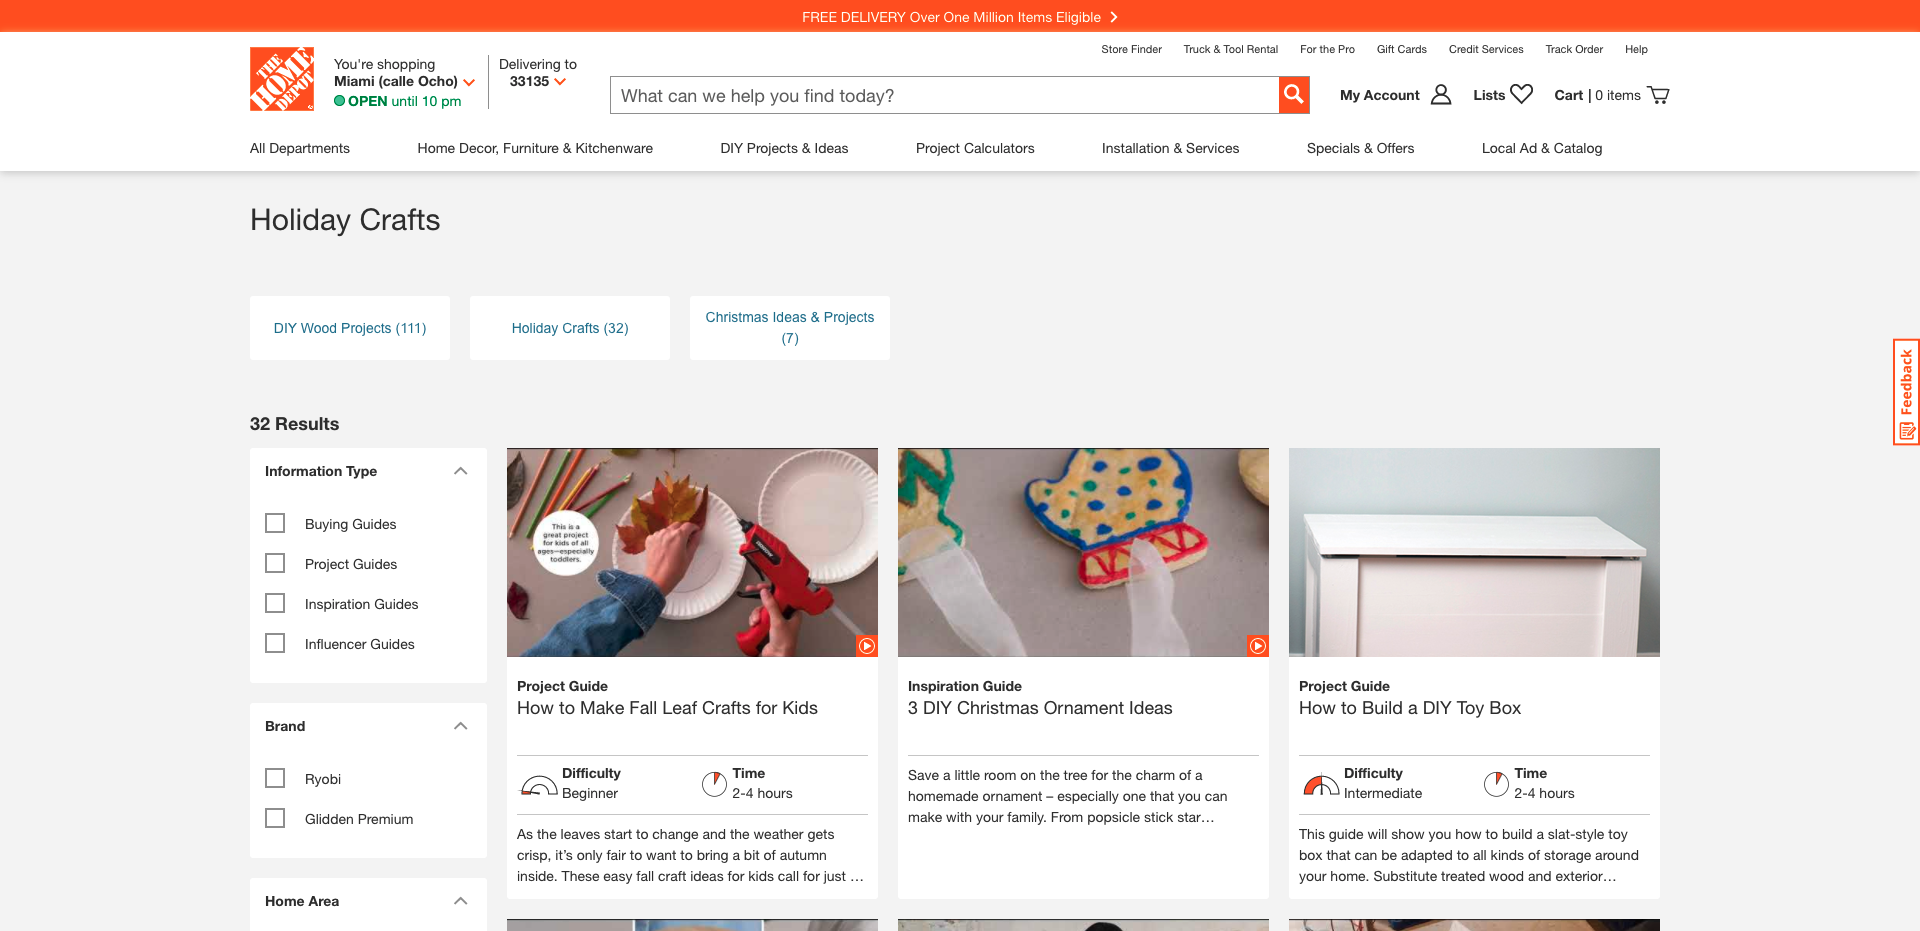 FREE DELIVERY Over One Million Items Eligible
Store Finder Truck & Tool Rental For the Pro Gift Cards Credit Services Track Order Help
THE HOME DEPOT
You're shopping
Miami (calle Ocho)
OPEN until 10 pm
Delivering to
33135
What can we help you find today?
My Account Lists Cart | 0 items
All Departments Home Decor, Furniture & Kitchenware DIY Projects & Ideas Project Calculators Installation & Services Specials & Offers Local Ad & Catalog
Holiday Crafts
DIY Wood Projects (111)
Holiday Crafts (32)
Christmas Ideas & Projects
(7)
Feedback
32 Results
Information Type
Buying Guides
Project Guides
Inspiration Guides
Influencer Guides
Brand
Ryobi
Glidden Premium
Home Area
This is a
great project
for kids of all
ages—especially
toddlers.
Project Guide
How to Make Fall Leaf Crafts for Kids
Difficulty
Beginner
Time
2-4 hours
As the leaves start to change and the weather gets
crisp, it's only fair to want to bring a bit of autumn
inside. These easy fall craft ideas for kids call for just …
Inspiration Guide
3 DIY Christmas Ornament Ideas
Save a little room on the tree for the charm of a
homemade ornament – especially one that you can
make with your family. From popsicle stick star…
Project Guide
How to Build a DIY Toy Box
Difficulty
Intermediate
Time
2-4 hours
This guide will show you how to build a slat-style toy
box that can be adapted to all kinds of storage around
your home. Substitute treated wood and exterior…